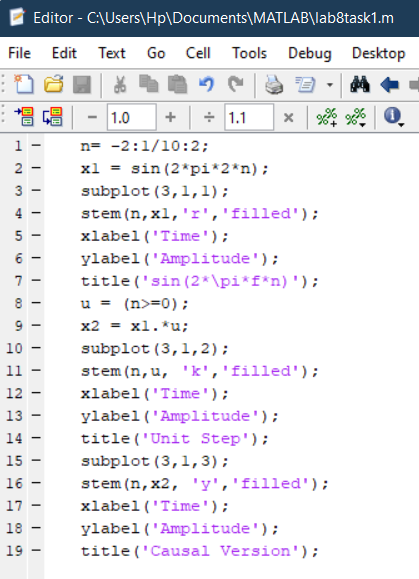 Editor - C:\Users\Hp\Documents\MATLAB\lab8task1.m
File Edit Text Go Cell Tools Debug Desktop
− 1.0 + ÷ 1.1 ×
1 − n= -2:1/10:2;
2 − x1 = sin(2*pi*2*n);
3 − subplot(3,1,1);
4 − stem(n,x1,'r','filled');
5 − xlabel('Time');
6 − ylabel('Amplitude');
7 − title('sin(2*\pi*f*n)');
8 − u = (n>=0);
9 − x2 = x1.*u;
10 − subplot(3,1,2);
11 − stem(n,u, 'k','filled');
12 − xlabel('Time');
13 − ylabel('Amplitude');
14 − title('Unit Step');
15 − subplot(3,1,3);
16 − stem(n,x2, 'y','filled');
17 − xlabel('Time');
18 − ylabel('Amplitude');
19 − title('Causal Version');